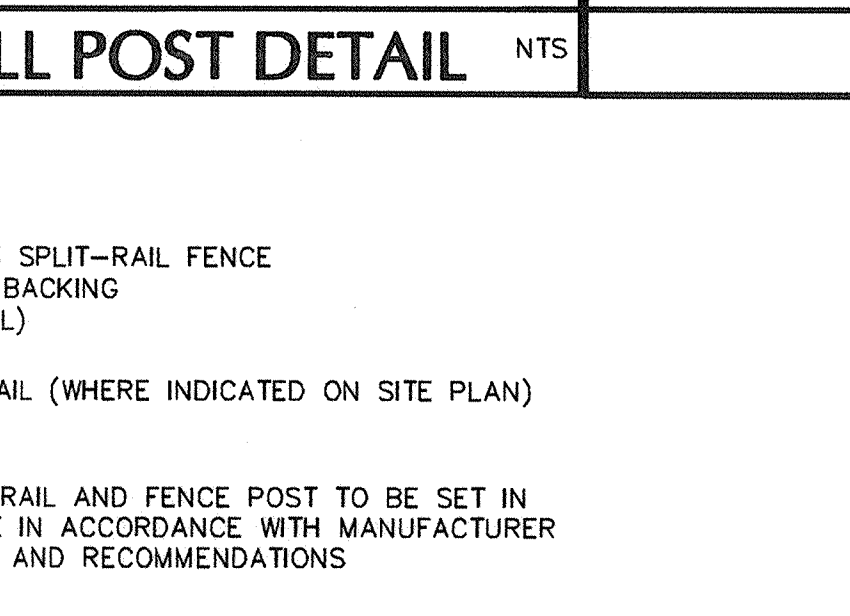 LL POST DETAIL NTS
SPLIT–RAIL FENCE
BACKING
L)
AIL (WHERE INDICATED ON SITE PLAN)
RAIL AND FENCE POST TO BE SET IN
IN ACCORDANCE WITH MANUFACTURER
AND RECOMMENDATIONS